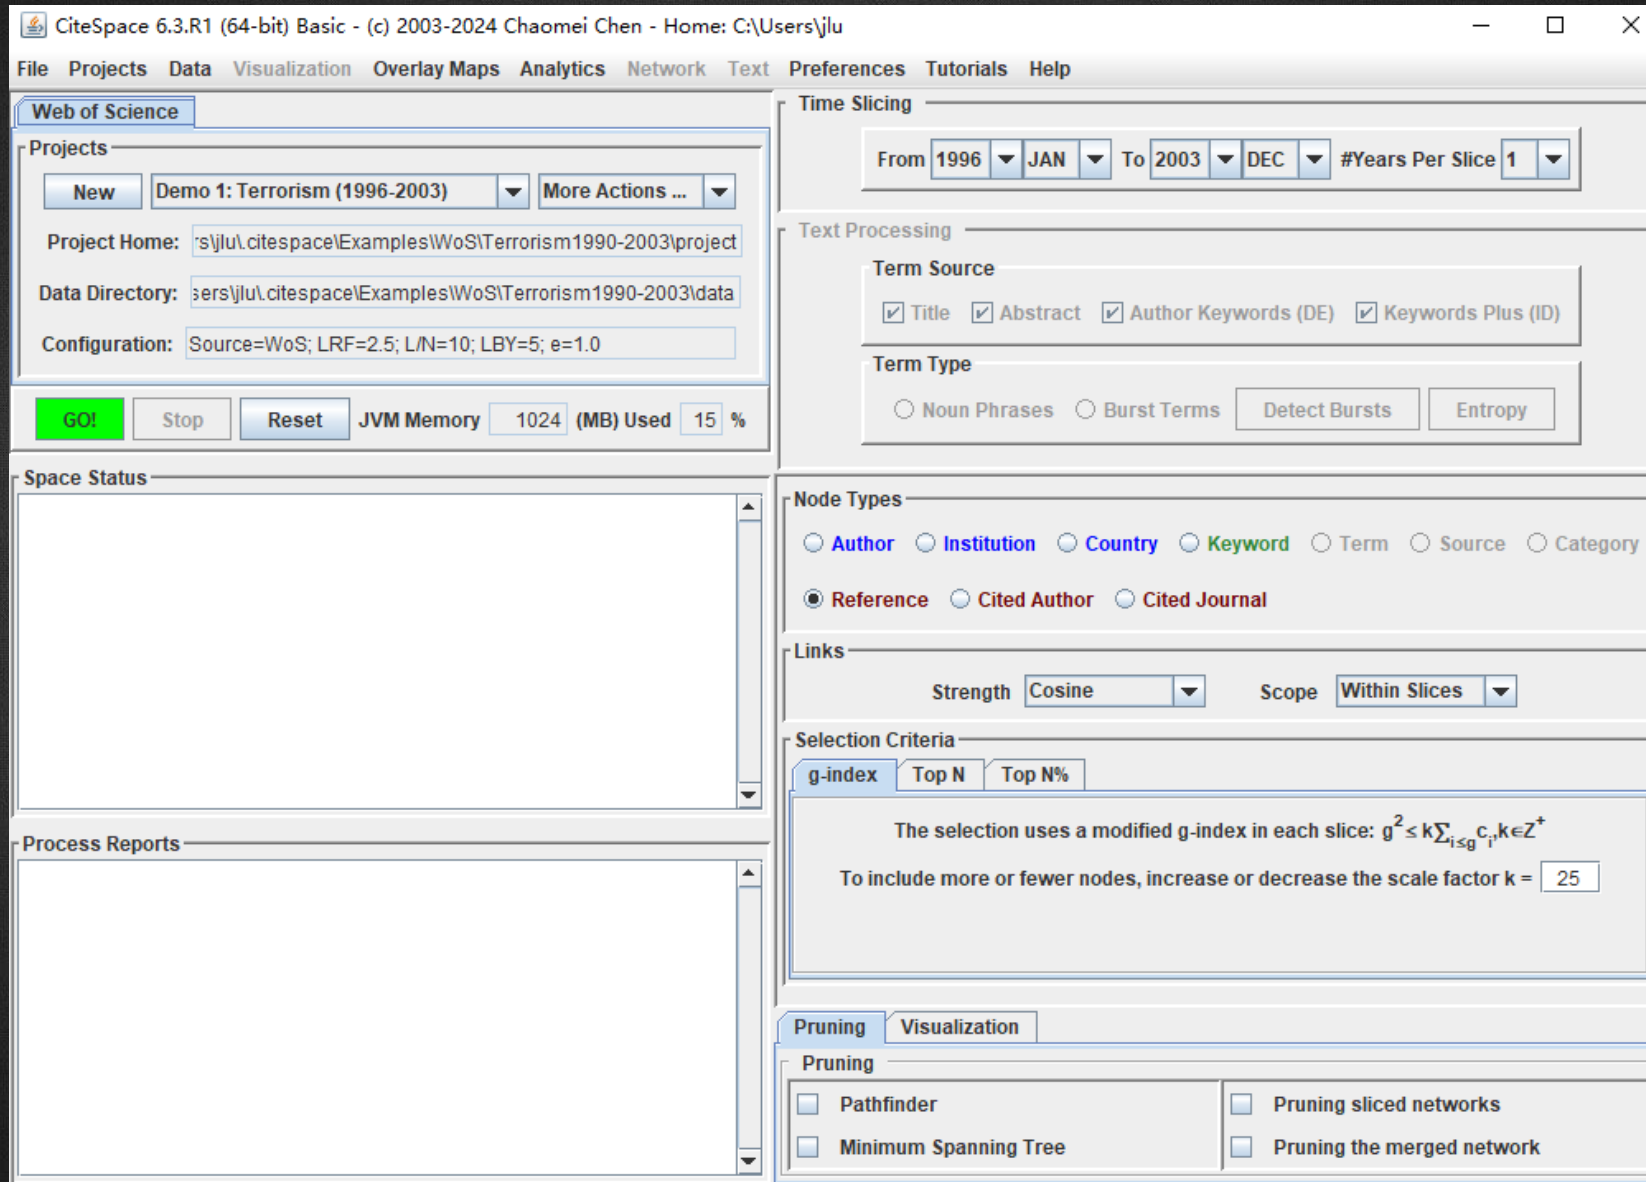 CiteSpace 6.3.R1 (64-bit) Basic - (c) 2003-2024 Chaomei Chen - Home: C:\Users\jlu
File Projects Data Visualization Overlay Maps Analytics Network Text Preferences Tutorials Help
Web of Science
Projects
New Demo 1: Terrorism (1996-2003) More Actions ...
Project Home: rs\jlu\.citespace\Examples\WoS\Terrorism1990-2003\project
Data Directory: sers\jlu\.citespace\Examples\WoS\Terrorism1990-2003\data
Configuration: Source=WoS; LRF=2.5; L/N=10; LBY=5; e=1.0
GO! Stop Reset JVM Memory 1024 (MB) Used 15 %
Space Status
Process Reports
Time Slicing
From 1996 JAN To 2003 DEC #Years Per Slice 1
Text Processing
Term Source
Title Abstract Author Keywords (DE) Keywords Plus (ID)
Term Type
Noun Phrases Burst Terms Detect Bursts Entropy
Node Types
Author Institution Country Keyword Term Source Category
Reference Cited Author Cited Journal
Links
Strength Cosine Scope Within Slices
Selection Criteria
g-index Top N Top N%
The selection uses a modified g-index in each slice: g² ≤ k∑i≤g ci, k∈Z⁺
To include more or fewer nodes, increase or decrease the scale factor k = 25
Pruning Visualization
Pruning
Pathfinder Pruning sliced networks
Minimum Spanning Tree Pruning the merged network